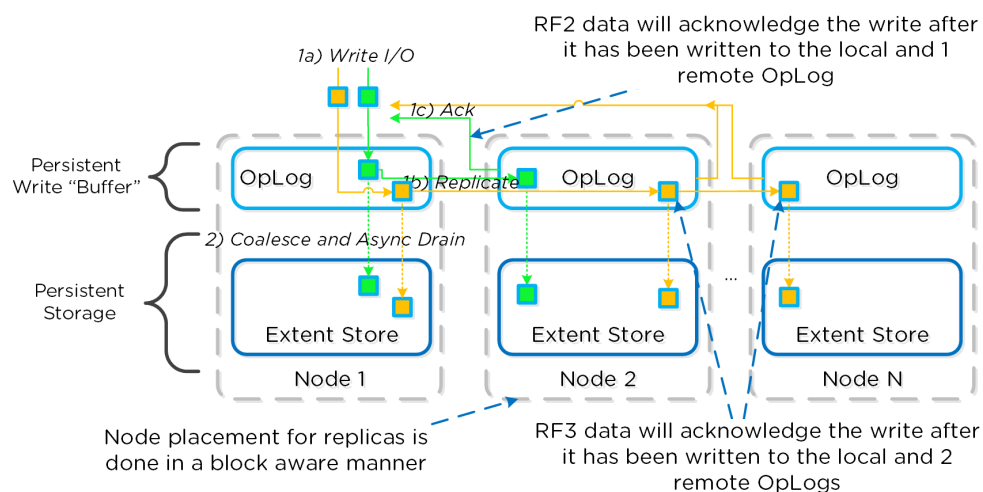 RF2 data will acknowledge the write after
it has been written to the local and 1
remote OpLog
1a) Write I/O
1c) Ack
Persistent
Write “Buffer”
OpLog
1b) Replicate
OpLog
OpLog
2) Coalesce and Async Drain
Persistent
Storage
...
Extent Store
Extent Store
Extent Store
Node 1
Node 2
Node N
Node placement for replicas is
done in a block aware manner
RF3 data will acknowledge the write after
it has been written to the local and 2
remote OpLogs